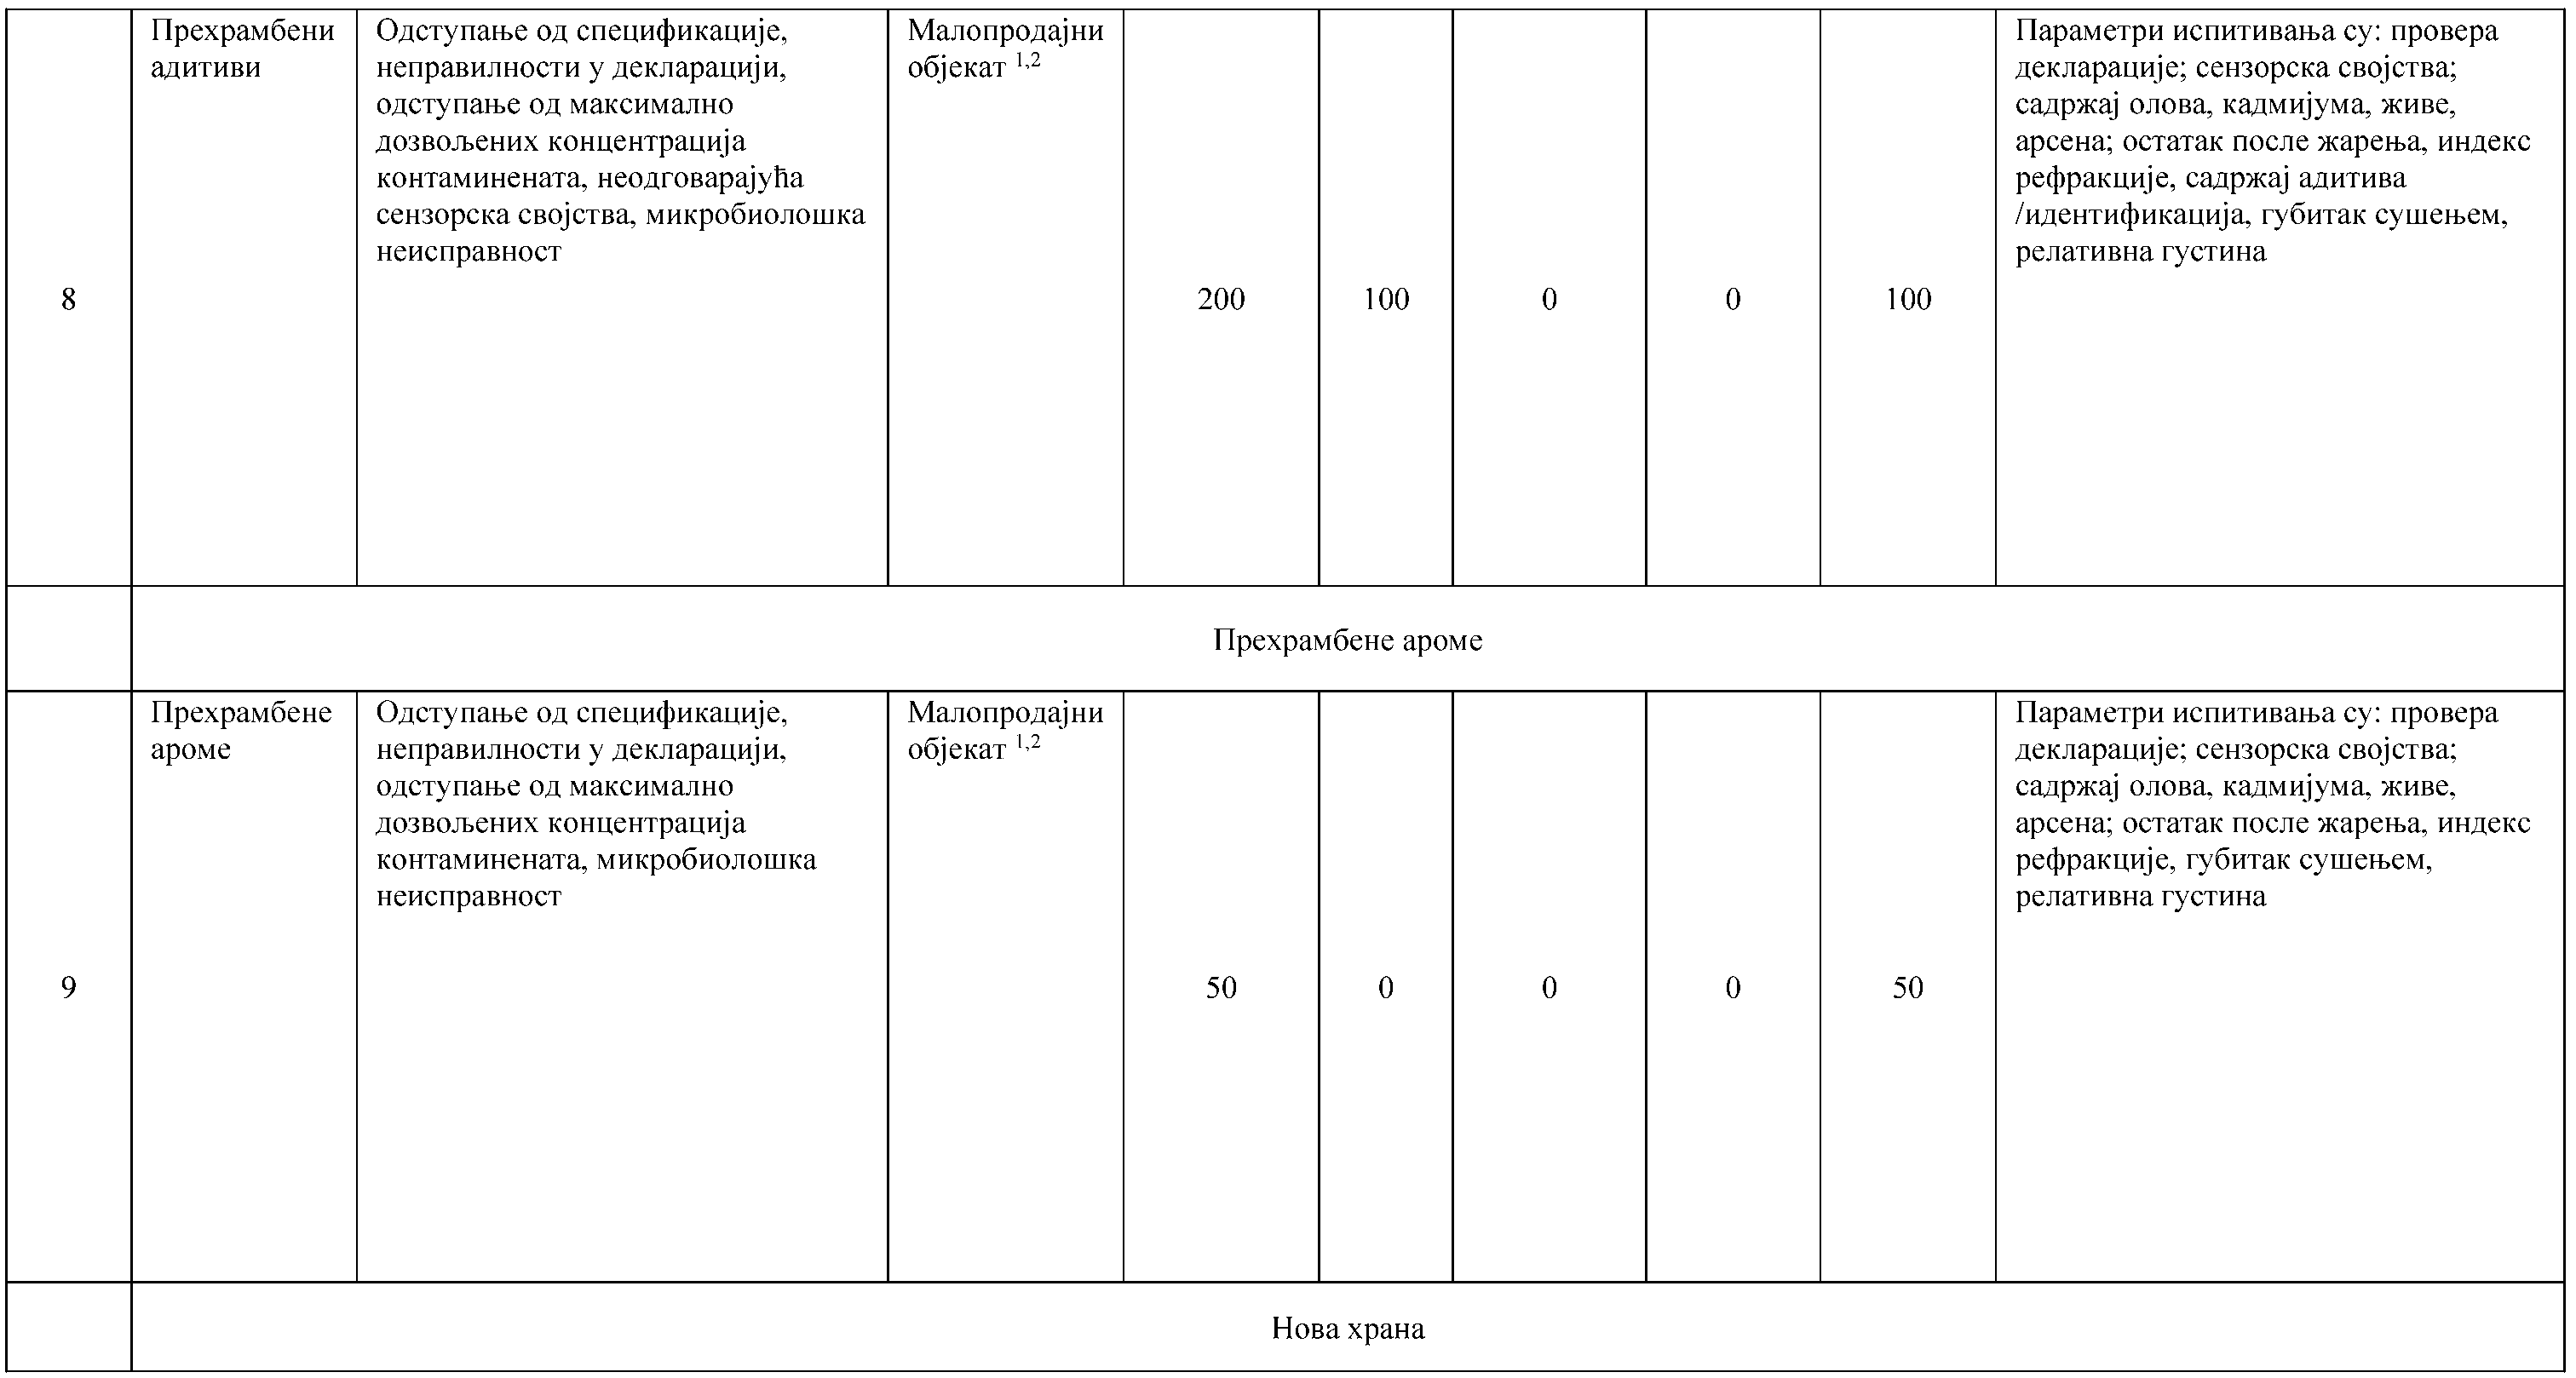 8
Прехрамбени
адитиви
Одступање од спецификације,
неправилности у декларацији,
одступање од максимално
дозвољених концентрација
контаминената, неодговарајућа
сензорска својства, микробиолошка
неисправност
Малопродајни
објекат 1,2
200
100
0
0
100
Параметри испитивања су: провера
декларације; сензорска својства;
садржај олова, кадмијума, живе,
арсена; остатак после жарења, индекс
рефракције, садржај адитива
/идентификација, губитак сушењем,
релативна густина
Прехрамбене ароме
9
Прехрамбене
ароме
Одступање од спецификације,
неправилности у декларацији,
одступање од максимално
дозвољених концентрација
контаминената, микробиолошка
неисправност
Малопродајни
објекат 1,2
50
0
0
0
50
Параметри испитивања су: провера
декларације; сензорска својства;
садржај олова, кадмијума, живе,
арсена; остатак после жарења, индекс
рефракције, губитак сушењем,
релативна густина
Нова храна